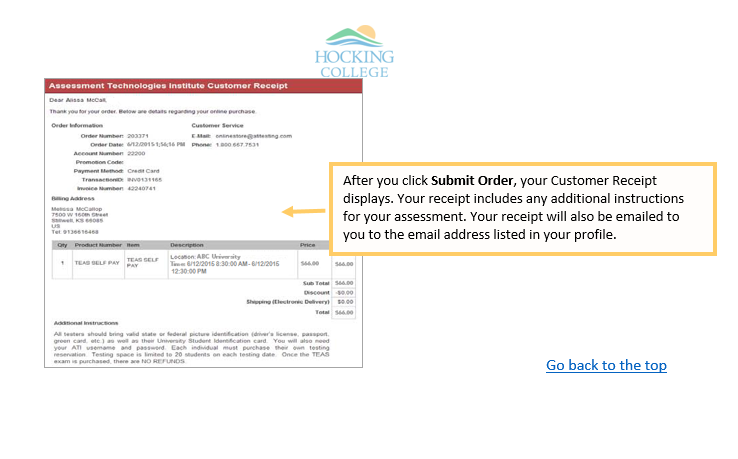 HOCKING
COLLEGE
Assessment Technologies Institute Customer Receipt
Dear Alissa McCall,
Thank you for your order. Below are details regarding your online purchase.
Order Information
Customer Service
Order Number: 203371
E-Mail: onlinestore@atitesting.com
Order Date: 6/12/2015 1:56:16 PM
Phone: 1.800.667.7531
Account Number: 22200
Promotion Code:
Payment Method: Credit Card
TransactionID: INV0131165
Invoice Number: 42240741
Billing Address
Melissa McCallop
7500 W 160th Street
Stilwell, KS 66085
US
Tel: 9136616468
Qty Product Number Item Description Price
1 TEAS SELF PAY TEAS SELF PAY
Location: ABC University
Time: 6/12/2015 8:30:00 AM - 6/12/2015
12:30:00 PM
$66.00 $66.00
Sub Total $66.00
Discount -$0.00
Shipping (Electronic Delivery) $0.00
Total $66.00
Additional Instructions
All testers should bring valid state or federal picture identification (driver's license, passport,
green card, etc.) as well as their University Student Identification card. You will also need
your ATI username and password. Each individual must purchase their own testing
reservation. Testing space is limited to 20 students on each testing date. Once the TEAS
exam is purchased, there are NO REFUNDS.
After you click Submit Order, your Customer Receipt
displays. Your receipt includes any additional instructions
for your assessment. Your receipt will also be emailed to
you to the email address listed in your profile.
Go back to the top